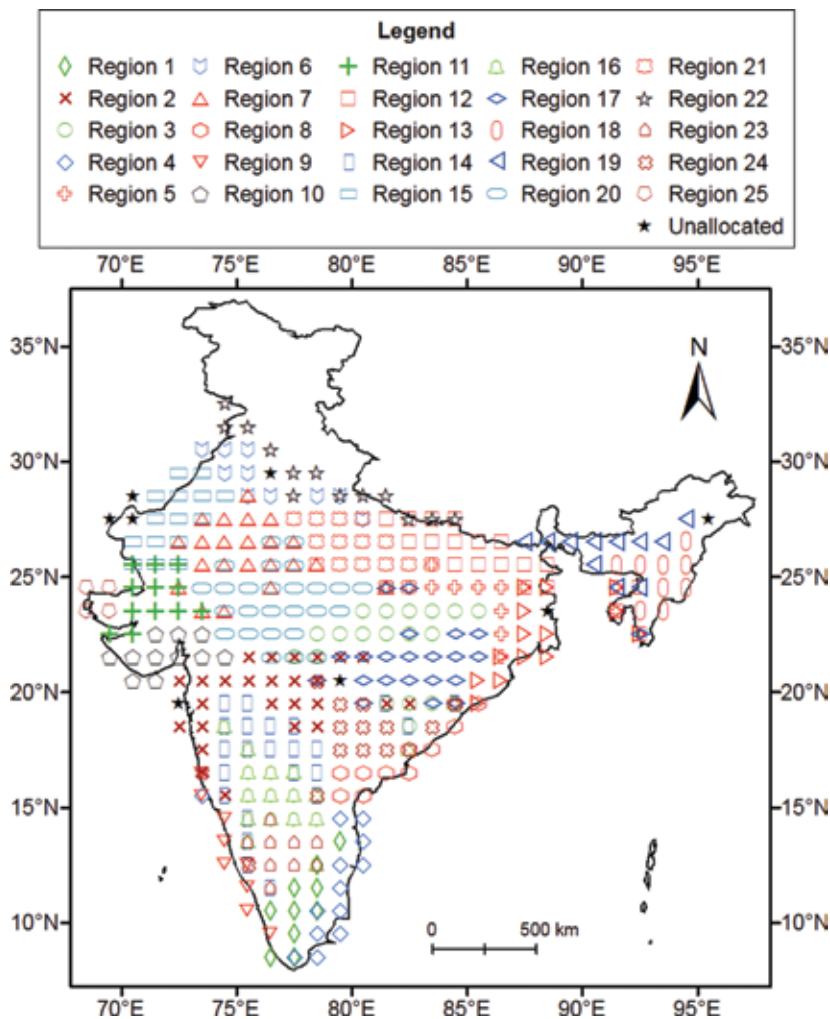 Legend
Region 1 Region 6 Region 11 Region 16 Region 21
Region 2 Region 7 Region 12 Region 17 Region 22
Region 3 Region 8 Region 13 Region 18 Region 23
Region 4 Region 9 Region 14 Region 19 Region 24
Region 5 Region 10 Region 15 Region 20 Region 25
Unallocated
70°E 75°E 80°E 85°E 90°E 95°E
35°N 35°N
N
30°N 30°N
25°N 25°N
20°N 20°N
15°N 15°N
10°N 10°N
0 500 km
70°E 75°E 80°E 85°E 90°E 95°E